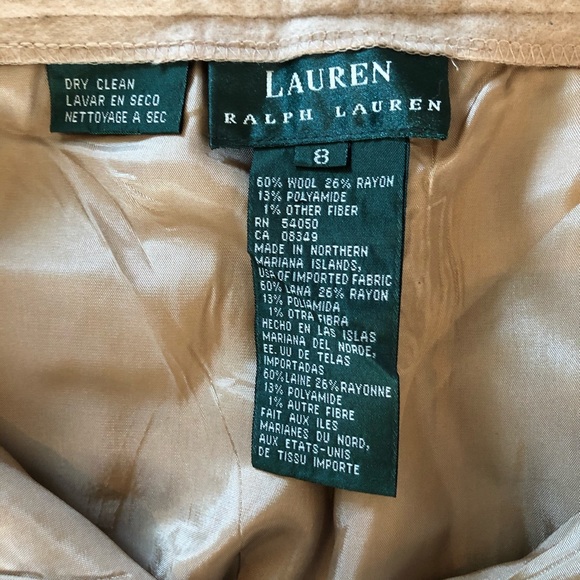 DRY CLEAN
LAVAR EN SECO
NETTOYAGE A SEC
LAUREN
RALPH LAUREN
8
60% WOOL 26% RAYON
13% POLYAMIDE
1% OTHER FIBER
RN 54050
CA 08349
MADE IN NORTHERN
MARIANA ISLANDS,
USA OF IMPORTED FABRIC
60% LANA 26% RAYON
13% POLIAMIDA
1% OTRA FIBRA
HECHO EN LAS ISLAS
MARIANA DEL NOROE,
EE.UU DE TELAS
IMPORTADAS
60% LAINE 26% RAYONNE
13% POLYAMIDE
1% AUTRE FIBRE
FAIT AUX ILES
MARIANES DU NORD,
AUX ETATS-UNIS
DE TISSU IMPORTE